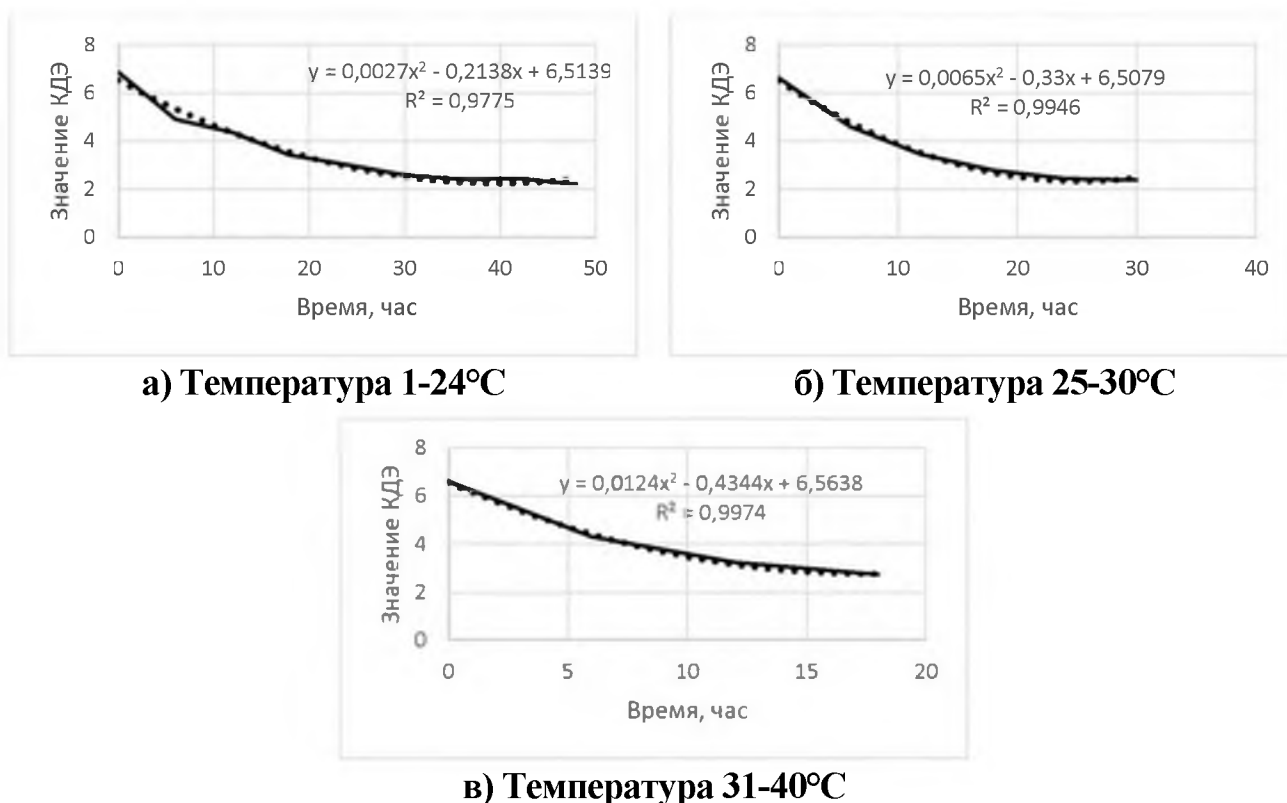 8
6
4
2
0
Значение КДЭ
y = 0,0027x² - 0,2138x + 6,5139
R² = 0,9775
0 10 20 30 40 50
Время, час
а) Температура 1-24°С
8
6
4
2
0
Значение КДЭ
y = 0,0065x² - 0,33x + 6,5079
R² = 0,9946
0 10 20 30 40
Время, час
б) Температура 25-30°С
8
6
4
2
0
Значение КДЭ
y = 0,0124x² - 0,4344x + 6,5638
R² = 0,9974
0 5 10 15 20
Время, час
в) Температура 31-40°С